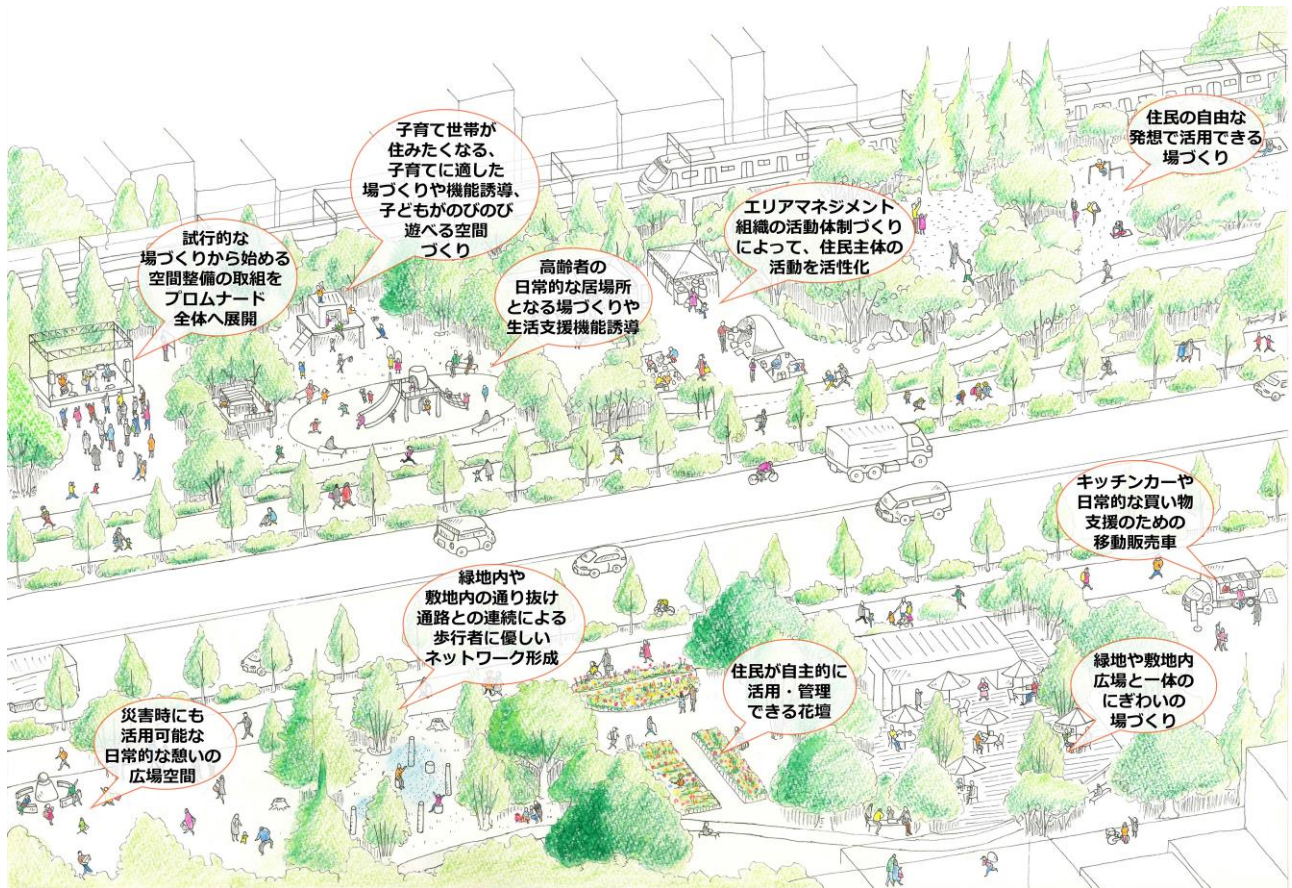 子育て世帯が
住みたくなる、
子育てに適した
場づくりや機能誘導、
子どもがのびのび
遊べる空間
づくり
住民の自由な
発想で活用できる
場づくり
試行的な
場づくりから始める
空間整備の取組を
プロムナード
全体へ展開
高齢者の
日常的な居場所
となる場づくりや
生活支援機能誘導
エリアマネジメント
組織の活動体制づくり
によって、住民主体の
活動を活性化
キッチンカーや
日常的な買い物
支援のための
移動販売車
緑地内や
敷地内の通り抜け
通路との連続による
歩行者に優しい
ネットワーク形成
住民が自主的に
活用・管理
できる花壇
緑地や敷地内
広場と一体の
にぎわいの
場づくり
災害時にも
活用可能な
日常的な憩いの
広場空間